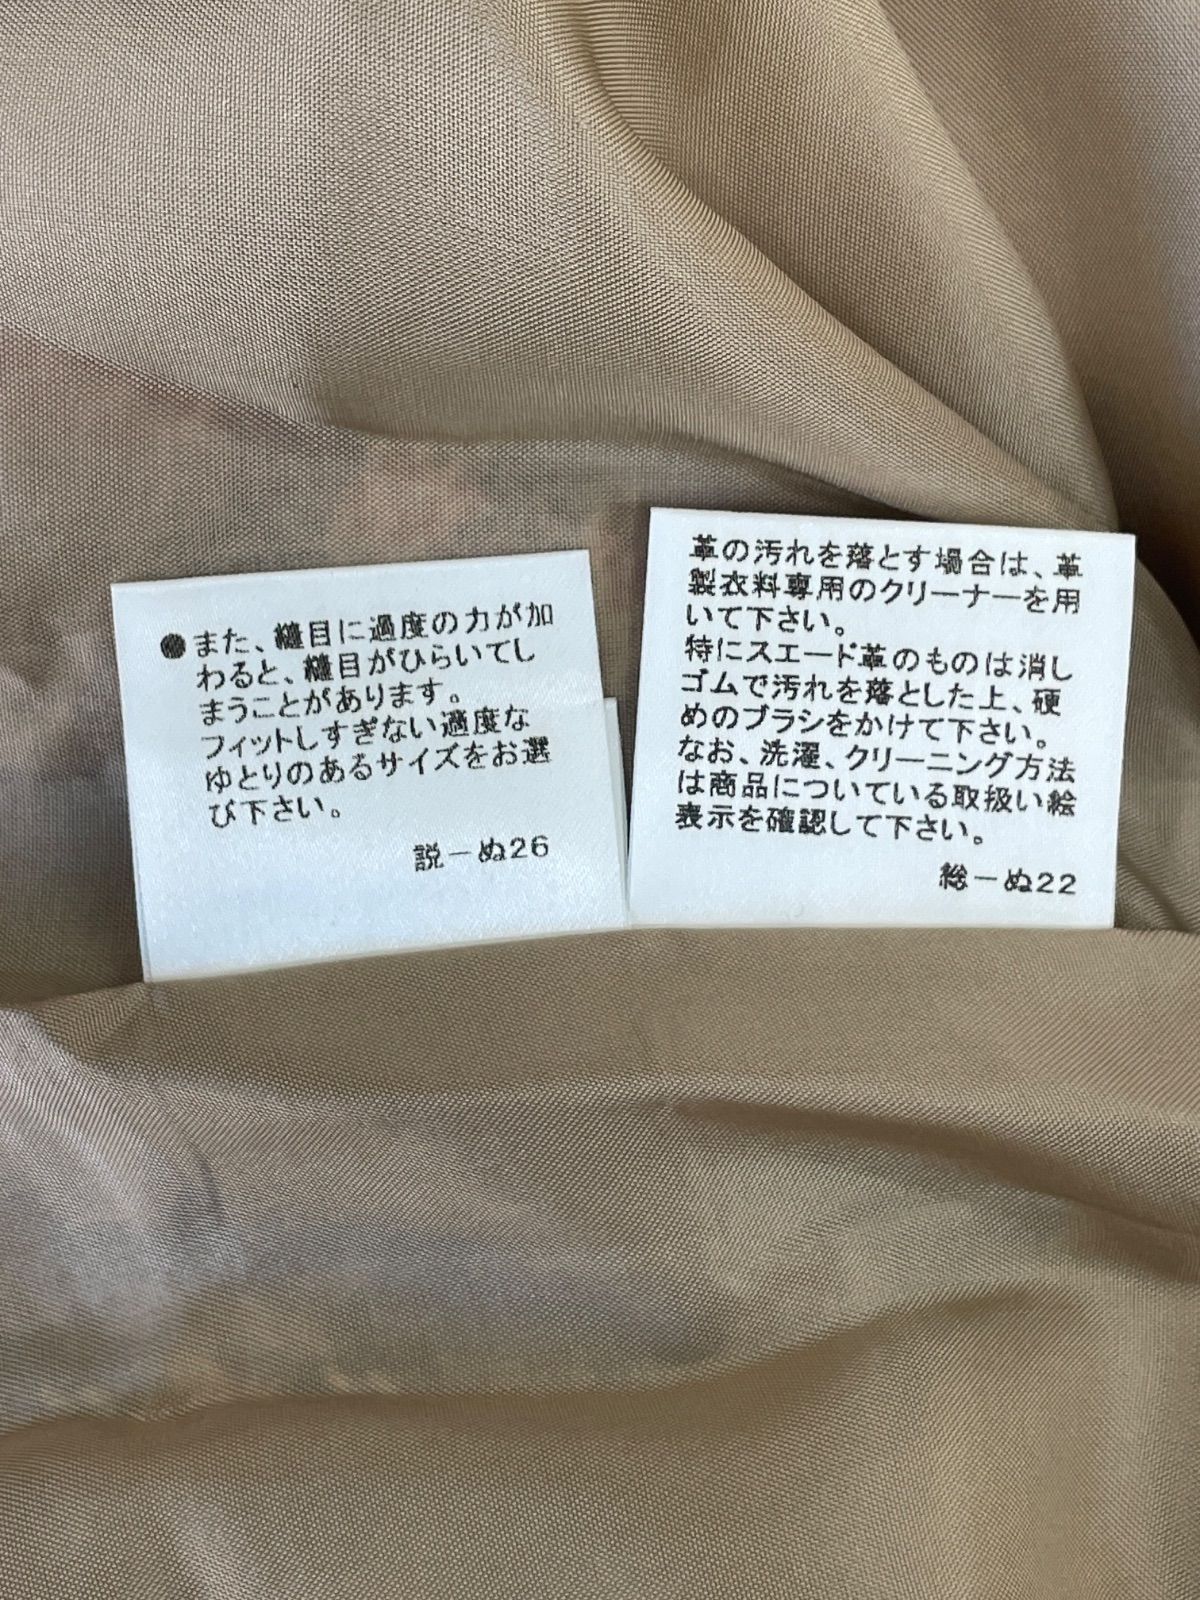 ●また、縫目に過度の力が加
わると、縫目がひらいてし
まうことがあります。
フィットしすぎない適度な
ゆとりのあるサイズをお選
び下さい。
説－ぬ26
革の汚れを落とす場合は、革
製衣料専用のクリーナーを用
いて下さい。
特にスエード革のものは消し
ゴムで汚れを落とした上、硬
めのブラシをかけて下さい。
なお、洗濯、クリーニング方法
は商品についている取扱い絵
表示を確認して下さい。
総－ぬ22